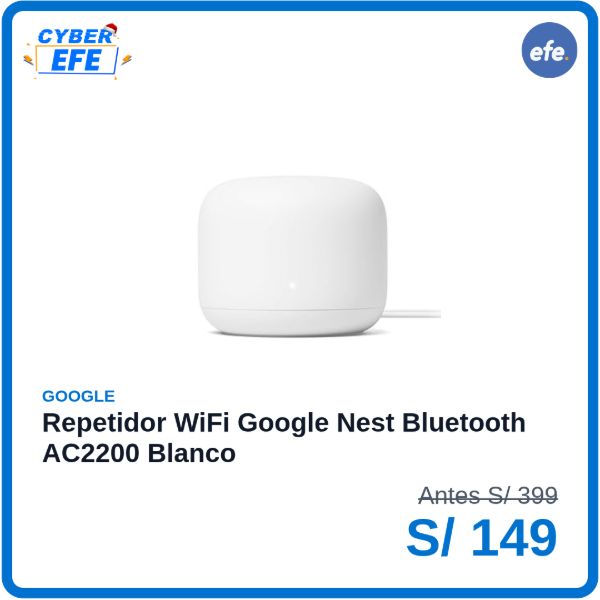 CYBER
EFE
efe.
GOOGLE
Repetidor WiFi Google Nest Bluetooth
AC2200 Blanco
Antes S/ 399
S/ 149